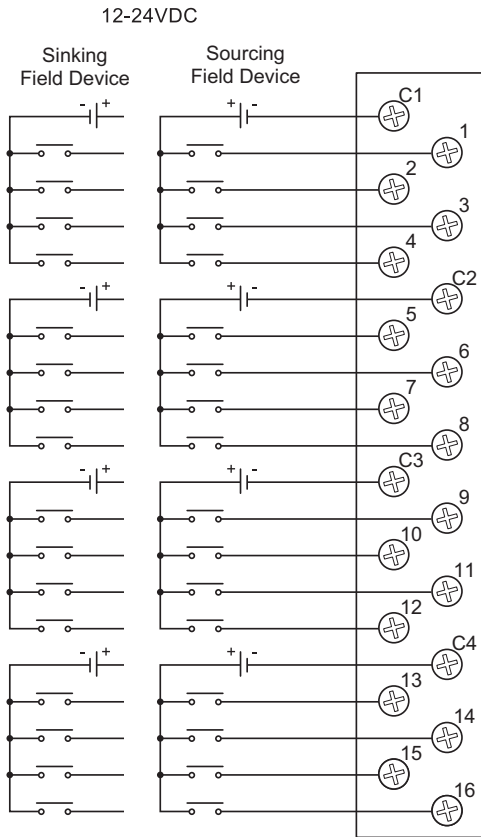 12-24VDC
Sinking
Field Device
Sourcing
Field Device
- +
+ -
C1
1
2
3
4
- +
+ -
C2
5
6
7
8
- +
+ -
C3
9
10
11
12
- +
+ -
C4
13
14
15
16